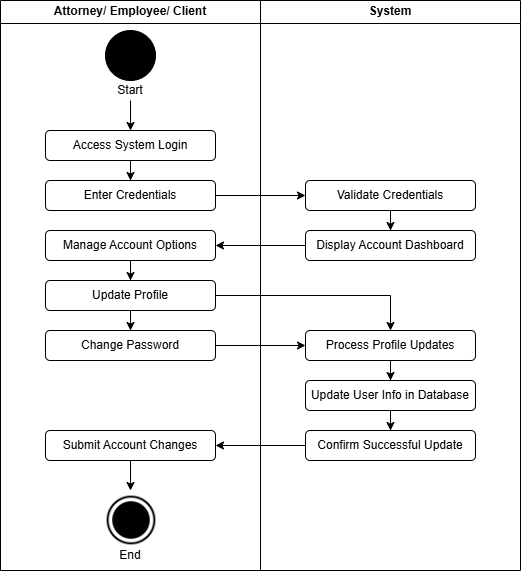 Attorney/ Employee/ Client
System
Start
Access System Login
Enter Credentials
Validate Credentials
Manage Account Options
Display Account Dashboard
Update Profile
Change Password
Process Profile Updates
Update User Info in Database
Submit Account Changes
Confirm Successful Update
End